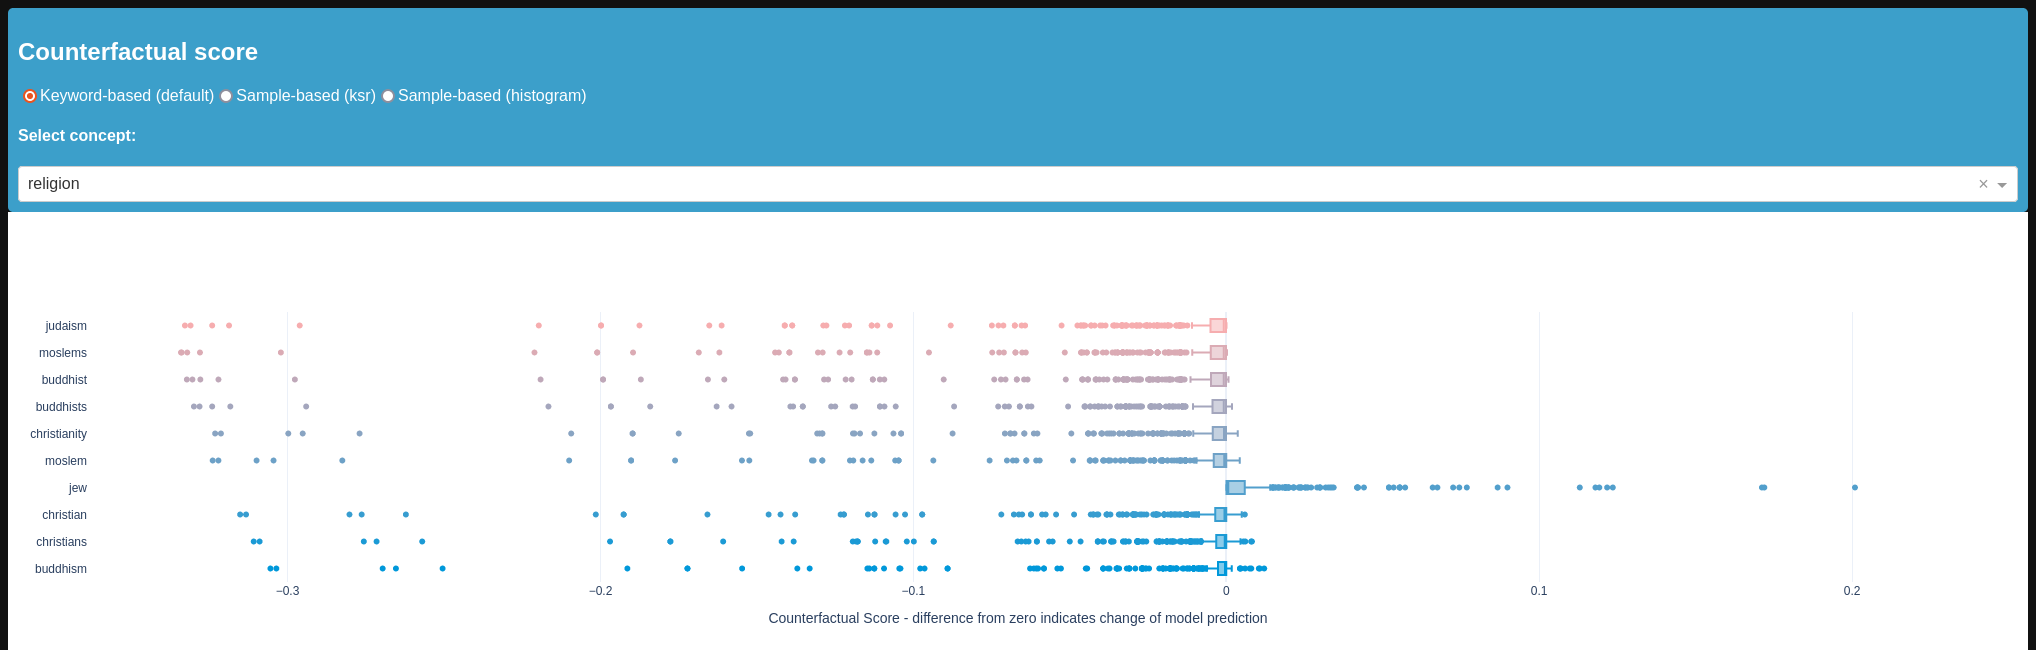 Counterfactual score
Keyword-based (default) Sample-based (ksr) Sample-based (histogram)
Select concept:
religion ×
judaism
moslems
buddhist
buddhists
christianity
moslem
jew
christian
christians
buddhism
−0.3 −0.2 −0.1 0 0.1 0.2
Counterfactual Score - difference from zero indicates change of model prediction